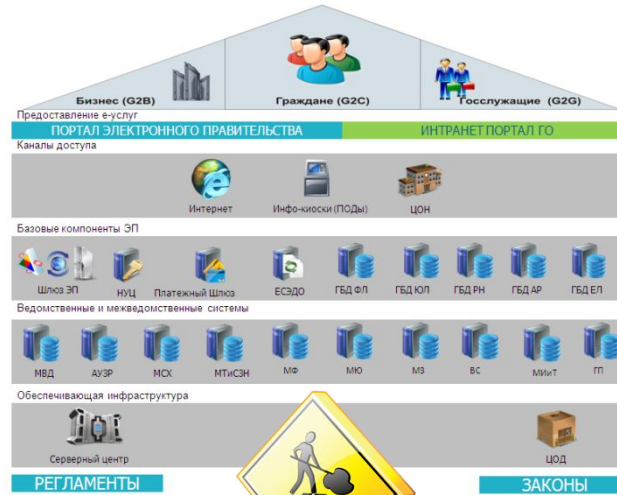 Бизнес (G2B) Граждане (G2C) Госслужащие (G2G)
Предоставление е-услуг
ПОРТАЛ ЭЛЕКТРОННОГО ПРАВИТЕЛЬСТВА ИНТРАНЕТ ПОРТАЛ ГО
Каналы доступа
Интернет Инфо-киоски (ПОДы) ЦОН
Базовые компоненты ЭП
Шлюз ЭП НУЦ Платежный Шлюз ЕСЭДО ГБД ФЛ ГБД ЮЛ ГБД РН ГБД АР ГБД ЕЛ
Ведомственные и межведомственные системы
МВД АУЗР МСХ МТиСЗН МФ МЮ МЗ ВС МИиТ ГП
Обеспечивающая инфраструктура
Серверный центр ЦОД
РЕГЛАМЕНТЫ ЗАКОНЫ